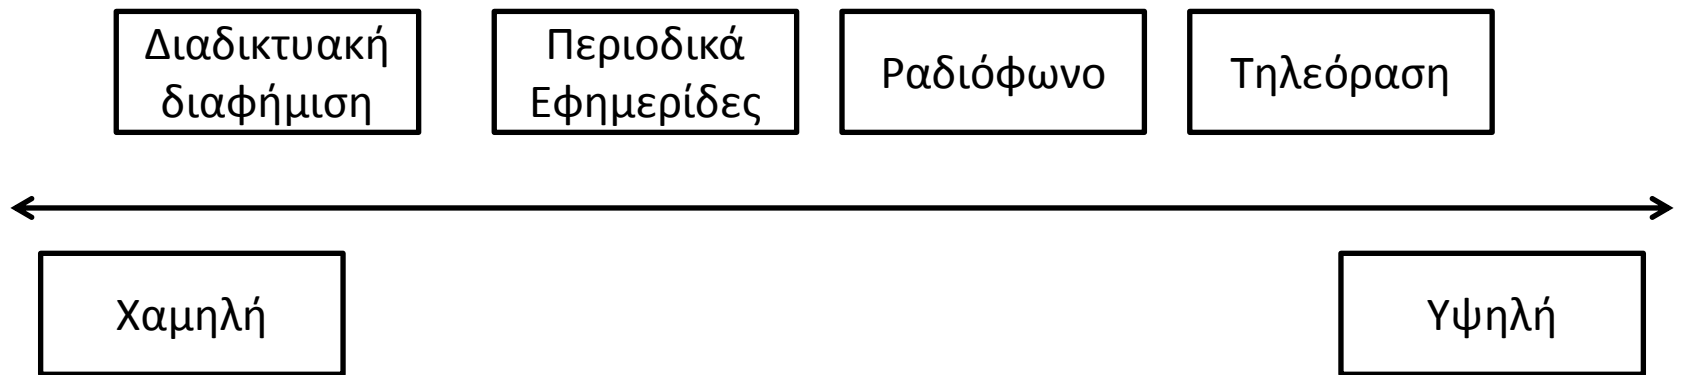 Διαδικτυακή
διαφήμιση
Περιοδικά
Εφημερίδες
Ραδιόφωνο
Τηλεόραση
Χαμηλή
Υψηλή